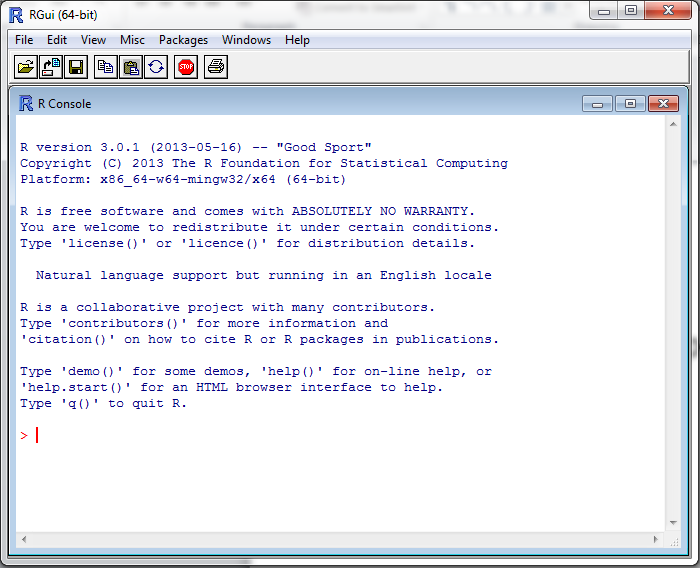 RGui (64-bit)
File Edit View Misc Packages Windows Help
STOP
R Console
R version 3.0.1 (2013-05-16) -- "Good Sport"
Copyright (C) 2013 The R Foundation for Statistical Computing
Platform: x86_64-w64-mingw32/x64 (64-bit)
R is free software and comes with ABSOLUTELY NO WARRANTY.
You are welcome to redistribute it under certain conditions.
Type 'license()' or 'licence()' for distribution details.
Natural language support but running in an English locale
R is a collaborative project with many contributors.
Type 'contributors()' for more information and
'citation()' on how to cite R or R packages in publications.
Type 'demo()' for some demos, 'help()' for on-line help, or
'help.start()' for an HTML browser interface to help.
Type 'q()' to quit R.
>